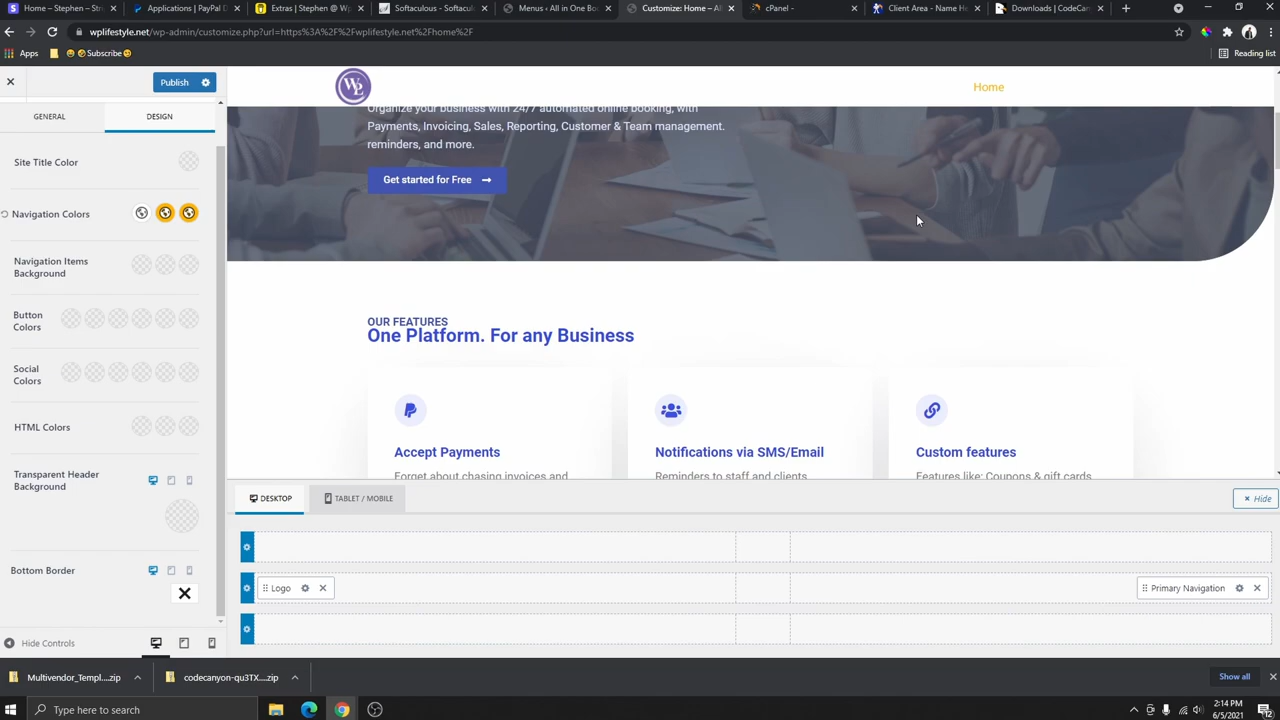 Stephen - Stri
Applications | PayPal D
Extras | Stephen @ Wp
Softaculous - Softacul
Menus ‹ All in One Bou
Customize: Home – Al
cPanel -
Client Area - Name He
Downloads | CodeCany
wplifestyle.net/wp-admin/customize.php?url=https%3A%2F%2Fwplifestyle.net%2Fhome%2F
Apps
Subscribe
Reading list
Publish
Home
GENERAL
DESIGN
Organize your business with 24/7 automated online booking, with
Payments, Invoicing, Sales, Reporting, Customer & Team management.
reminders, and more.
Get started for Free
Site Title Color
Navigation Colors
Navigation Items
Background
Button
Colors
Social
Colors
HTML Colors
Transparent Header
Background
Bottom Border
Hide Controls
OUR FEATURES
One Platform. For any Business
Accept Payments
Forget about chasing invoices and
Notifications via SMS/Email
Reminders to staff and clients
Custom features
Features like: Coupons & gift cards
DESKTOP
TABLET / MOBILE
Hide
Logo
Primary Navigation
Multivendor_Templ....zip
codecanyon-qu3TX....zip
Show all
Type here to search
2:14 PM
6/5/2021